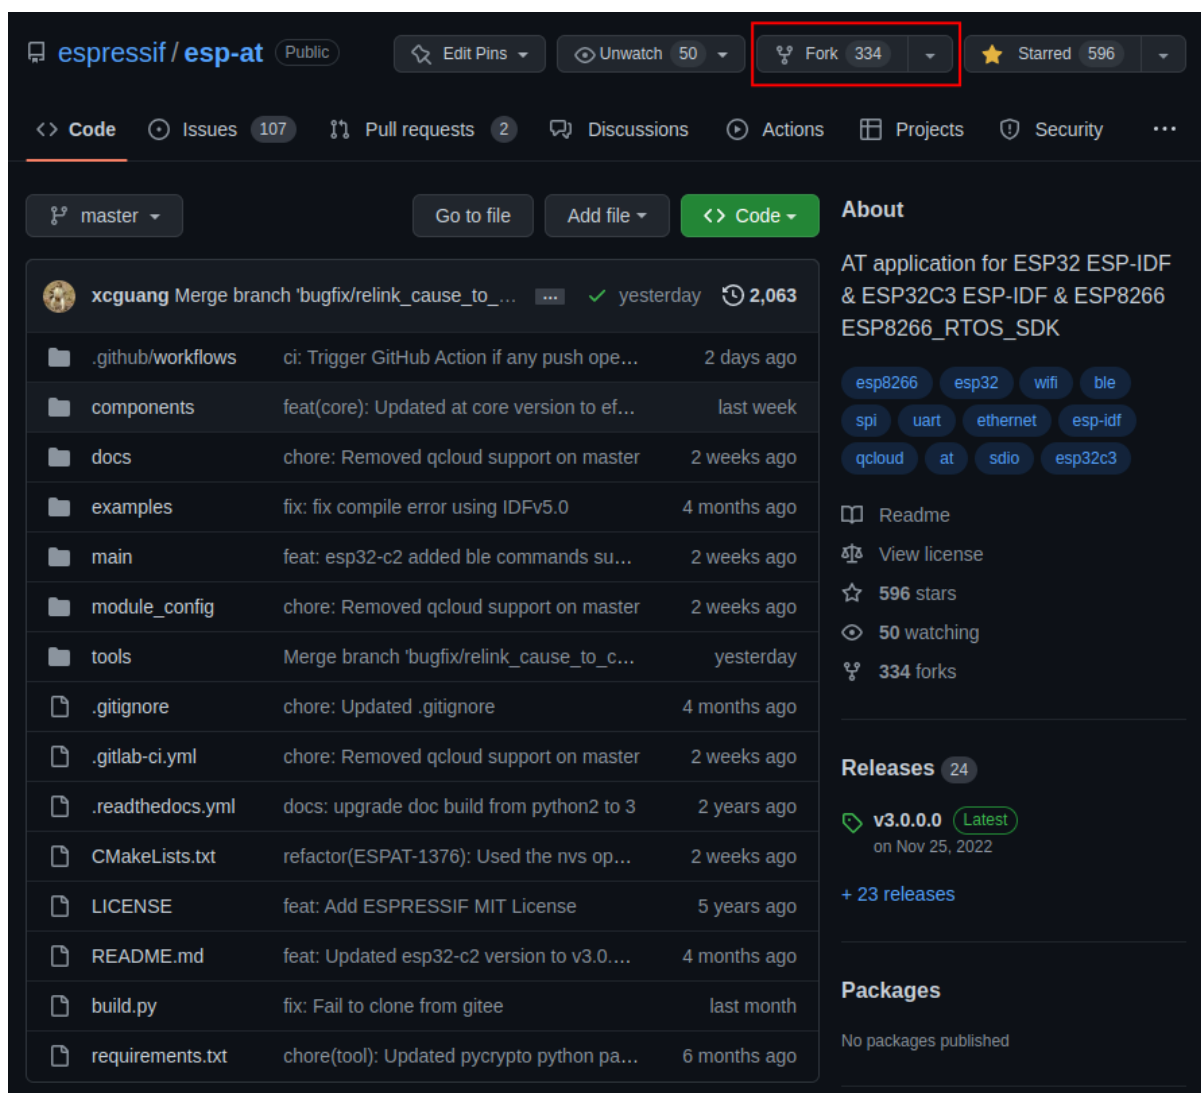 espressif / esp-at Public Edit Pins Unwatch 50 Fork 334 Starred 596
Code Issues 107 Pull requests 2 Discussions Actions Projects Security ...
master Go to file Add file Code
xcguang Merge branch 'bugfix/relink_cause_to_... ... yesterday 2,063
.github/workflows ci: Trigger GitHub Action if any push ope... 2 days ago
components feat(core): Updated at core version to ef... last week
docs chore: Removed qcloud support on master 2 weeks ago
examples fix: fix compile error using IDFv5.0 4 months ago
main feat: esp32-c2 added ble commands su... 2 weeks ago
module_config chore: Removed qcloud support on master 2 weeks ago
tools Merge branch 'bugfix/relink_cause_to_c... yesterday
.gitignore chore: Updated .gitignore 4 months ago
.gitlab-ci.yml chore: Removed qcloud support on master 2 weeks ago
.readthedocs.yml docs: upgrade doc build from python2 to 3 2 years ago
CMakeLists.txt refactor(ESPAT-1376): Used the nvs op... 2 weeks ago
LICENSE feat: Add ESPRESSIF MIT License 5 years ago
README.md feat: Updated esp32-c2 version to v3.0.... 4 months ago
build.py fix: Fail to clone from gitee last month
requirements.txt chore(tool): Updated pycrypto python pa... 6 months ago
About
AT application for ESP32 ESP-IDF
& ESP32C3 ESP-IDF & ESP8266
ESP8266_RTOS_SDK
esp8266 esp32 wifi ble
spi uart ethernet esp-idf
qcloud at sdio esp32c3
Readme
View license
596 stars
50 watching
334 forks
Releases 24
v3.0.0.0 Latest
on Nov 25, 2022
+ 23 releases
Packages
No packages published